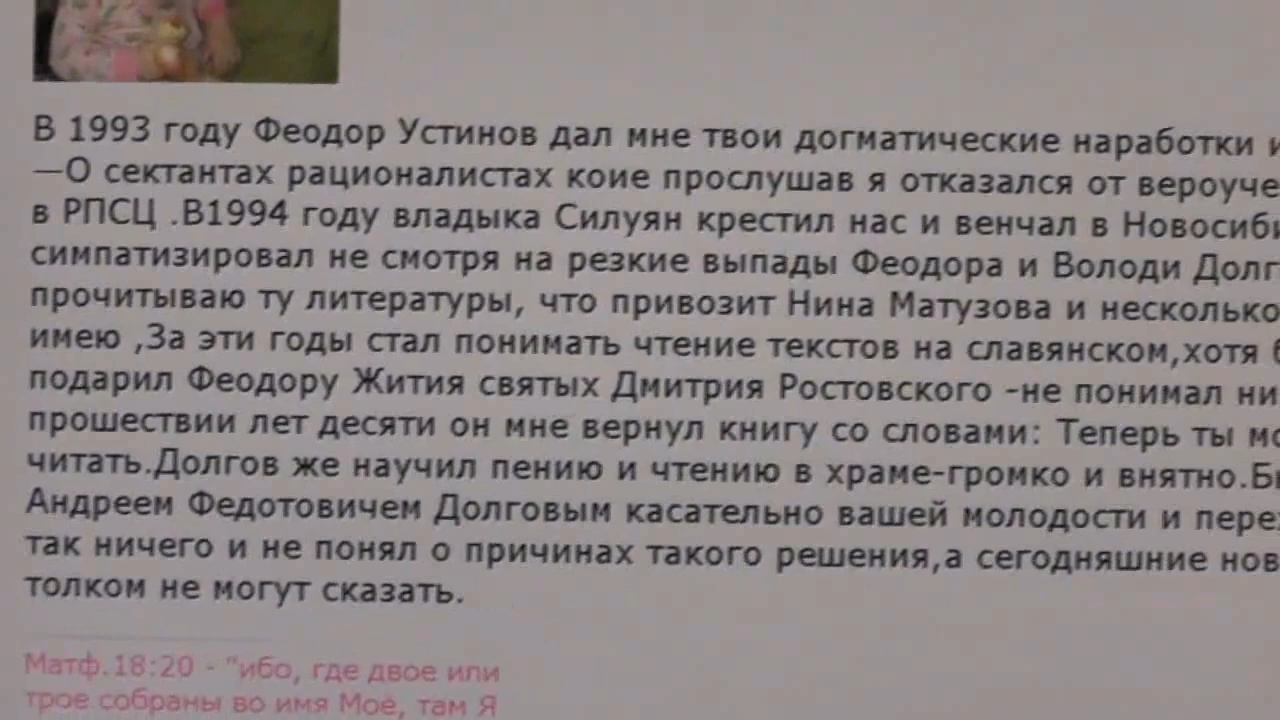 В 1993 году Феодор Устинов дал мне твои догматические наработки и
—О сектантах рационалистах коие прослушав я отказался от вероуче
в РПСЦ .В1994 году владыка Силуян крестил нас и венчал в Новосиби
симпатизировал не смотря на резкие выпады Феодора и Володи Долг
прочитываю ту литературы, что привозит Нина Матузова и несколько
имею ,За эти годы стал понимать чтение текстов на славянском,хотя
подарил Феодору Жития святых Дмитрия Ростовского -не понимал ни
прошествии лет десяти он мне вернул книгу со словами: Теперь ты мо
читать.Долгов же научил пению и чтению в храме-громко и внятно.Бы
Андреем Федотовичем Долговым касательно вашей молодости и пере
так ничего и не понял о причинах такого решения,а сегодняшние нов
толком не могут сказать.
Матф.18:20 - "ибо, где двое или
трое собраны во имя Мое, там Я